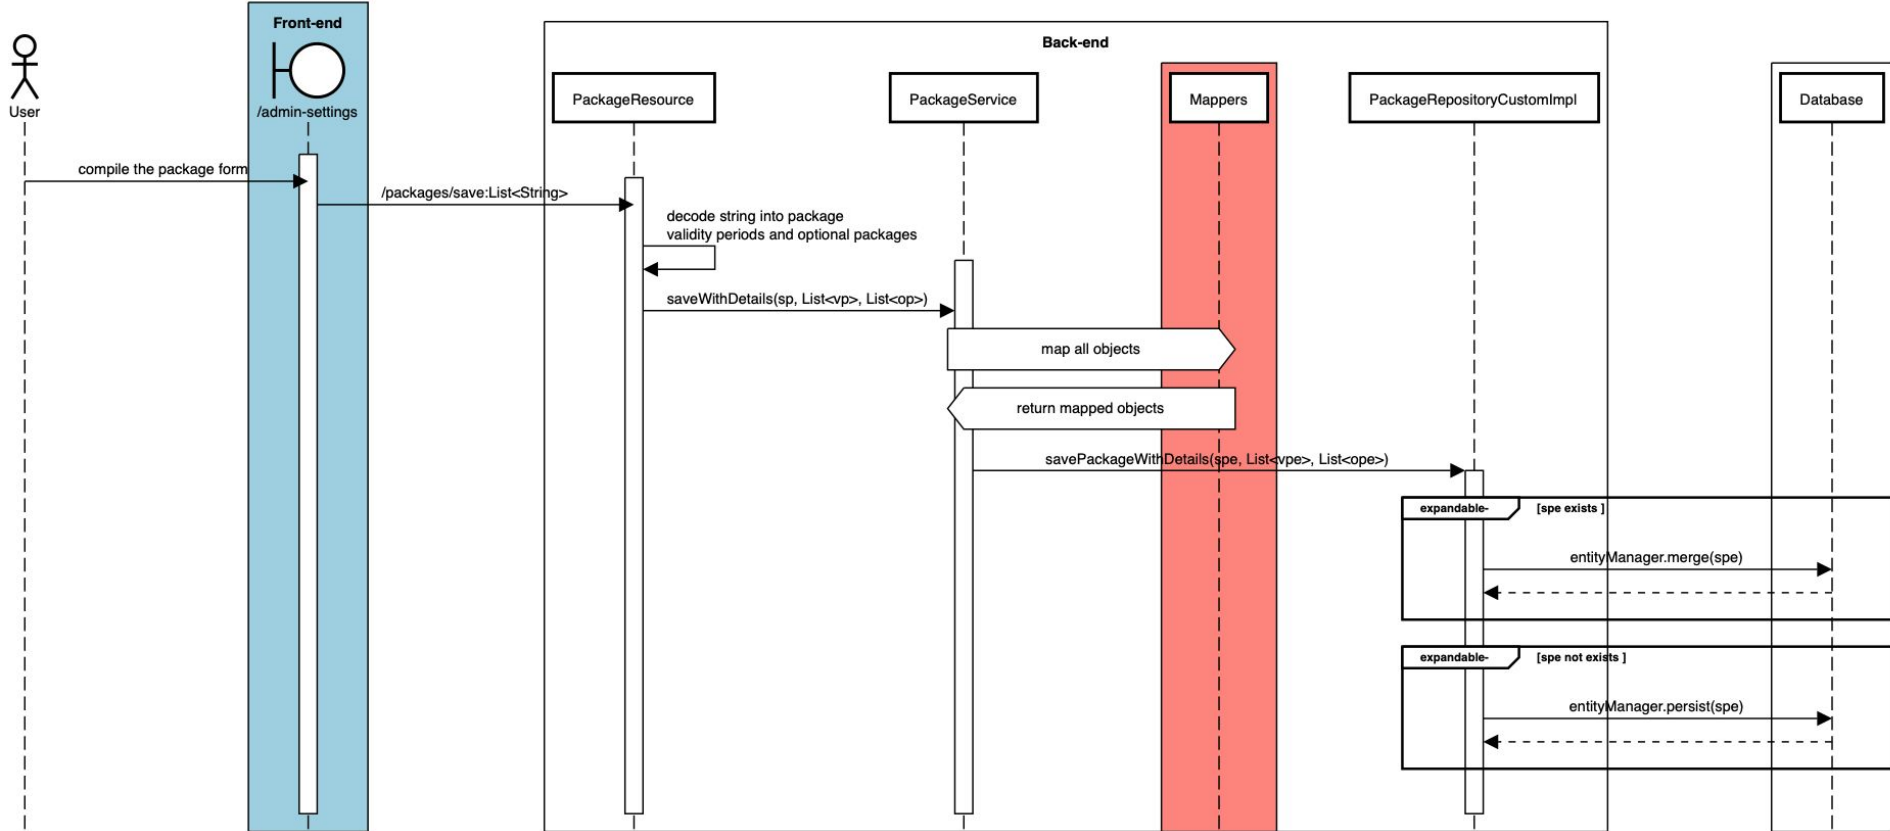 Front-end
Back-end
User
/admin-settings
PackageResource
PackageService
Mappers
PackageRepositoryCustomImpl
Database
compile the package form
/packages/save:List<String>
decode string into package
validity periods and optional packages
saveWithDetails(sp, List<vp>, List<op>)
map all objects
return mapped objects
savePackageWithDetails(spe, List<vpe>, List<ope>)
expandable- [spe exists ]
entityManager.merge(spe)
expandable- [spe not exists ]
entityManager.persist(spe)